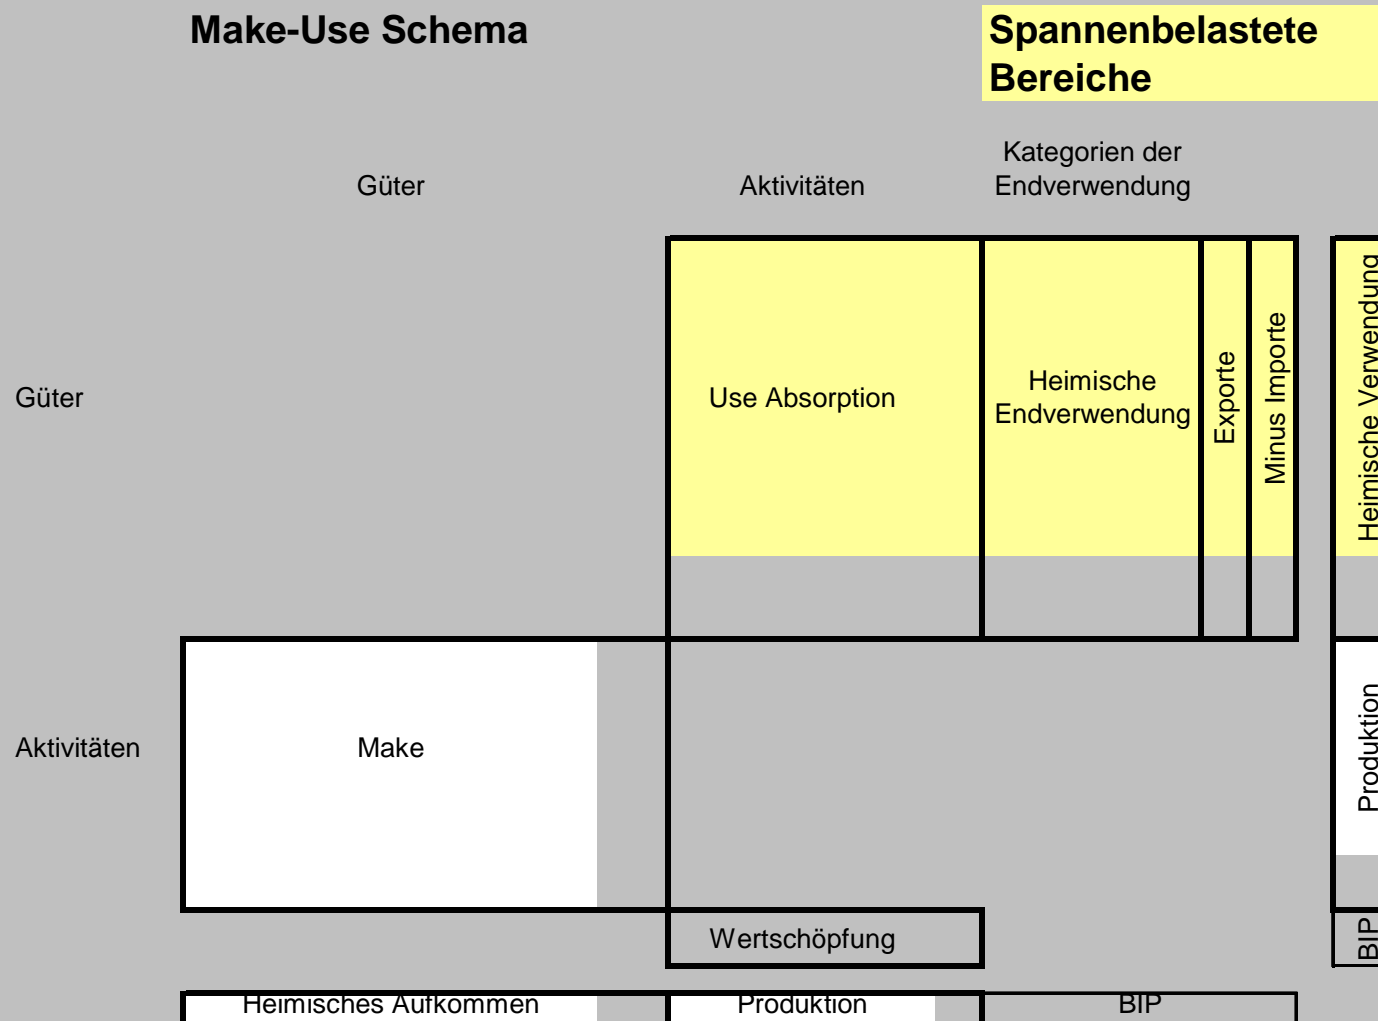 Make-Use Schema
Spannenbelastete
Bereiche
Kategorien der
Endverwendung
Güter
Aktivitäten
Güter
Use Absorption
Heimische
Endverwendung
Exporte
Minus Importe
Heimische Verwendung
Aktivitäten
Make
Produktion
Wertschöpfung
BIP
Heimisches Aufkommen
Produktion
BIP